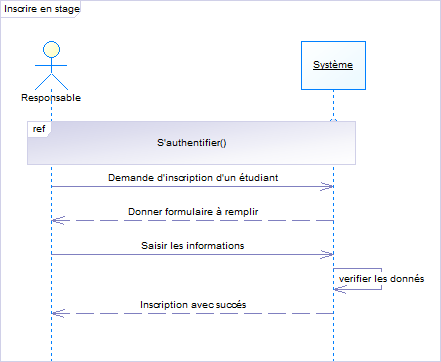 Inscrire en stage
Système
Responsable
ref
S'authentifier()
Demande d'inscription d'un étudiant
Donner formulaire à remplir
Saisir les informations
verifier les donnés
Inscription avec succés